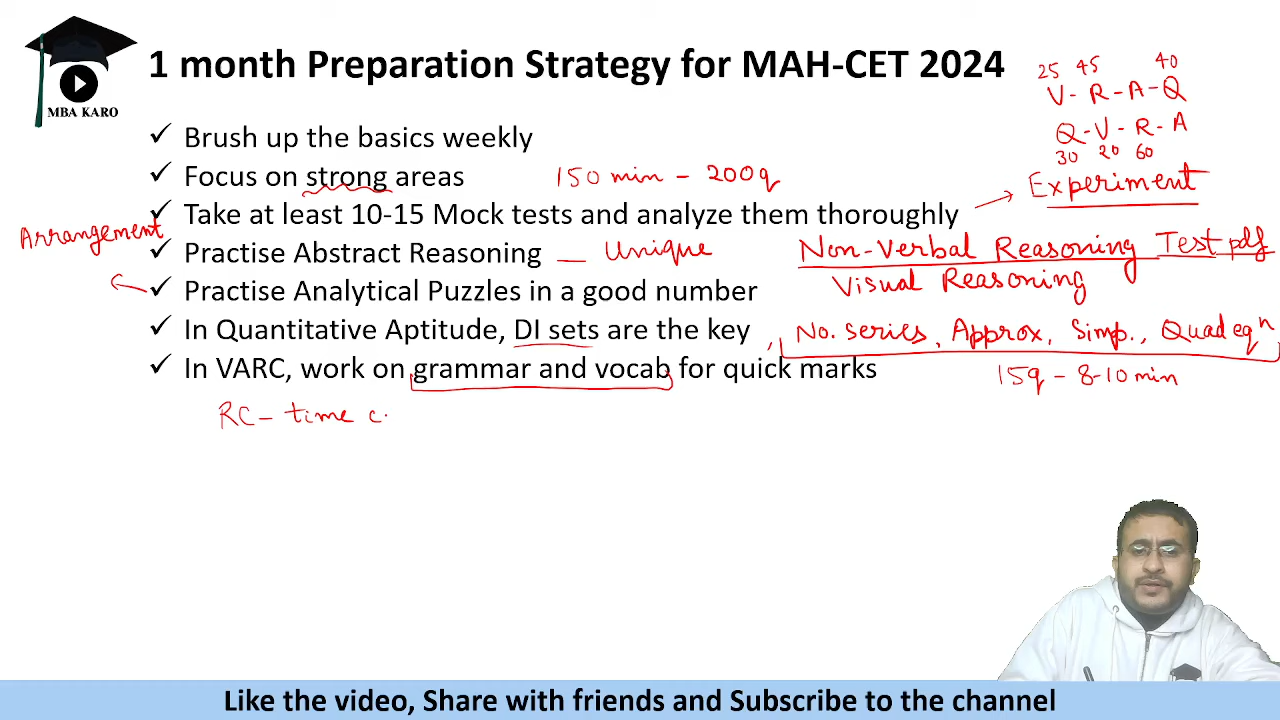 1 month Preparation Strategy for MAH-CET 2024
MBA KARO
25 45 40
V - R - A - Q
Q - V - R - A
30 20 60
✓ Brush up the basics weekly
✓ Focus on strong areas 150 min - 200q
Experiment
✓ Take at least 10-15 Mock tests and analyze them thoroughly
Arrangement
✓ Practise Abstract Reasoning — Unique
Non-Verbal Reasoning Test pdf
Visual Reasoning
✓ Practise Analytical Puzzles in a good number
✓ In Quantitative Aptitude, DI sets are the key , No. series, Approx, Simp., Quad eqn
✓ In VARC, work on grammar and vocab for quick marks
15q - 8-10 min
RC - time c
Like the video, Share with friends and Subscribe to the channel